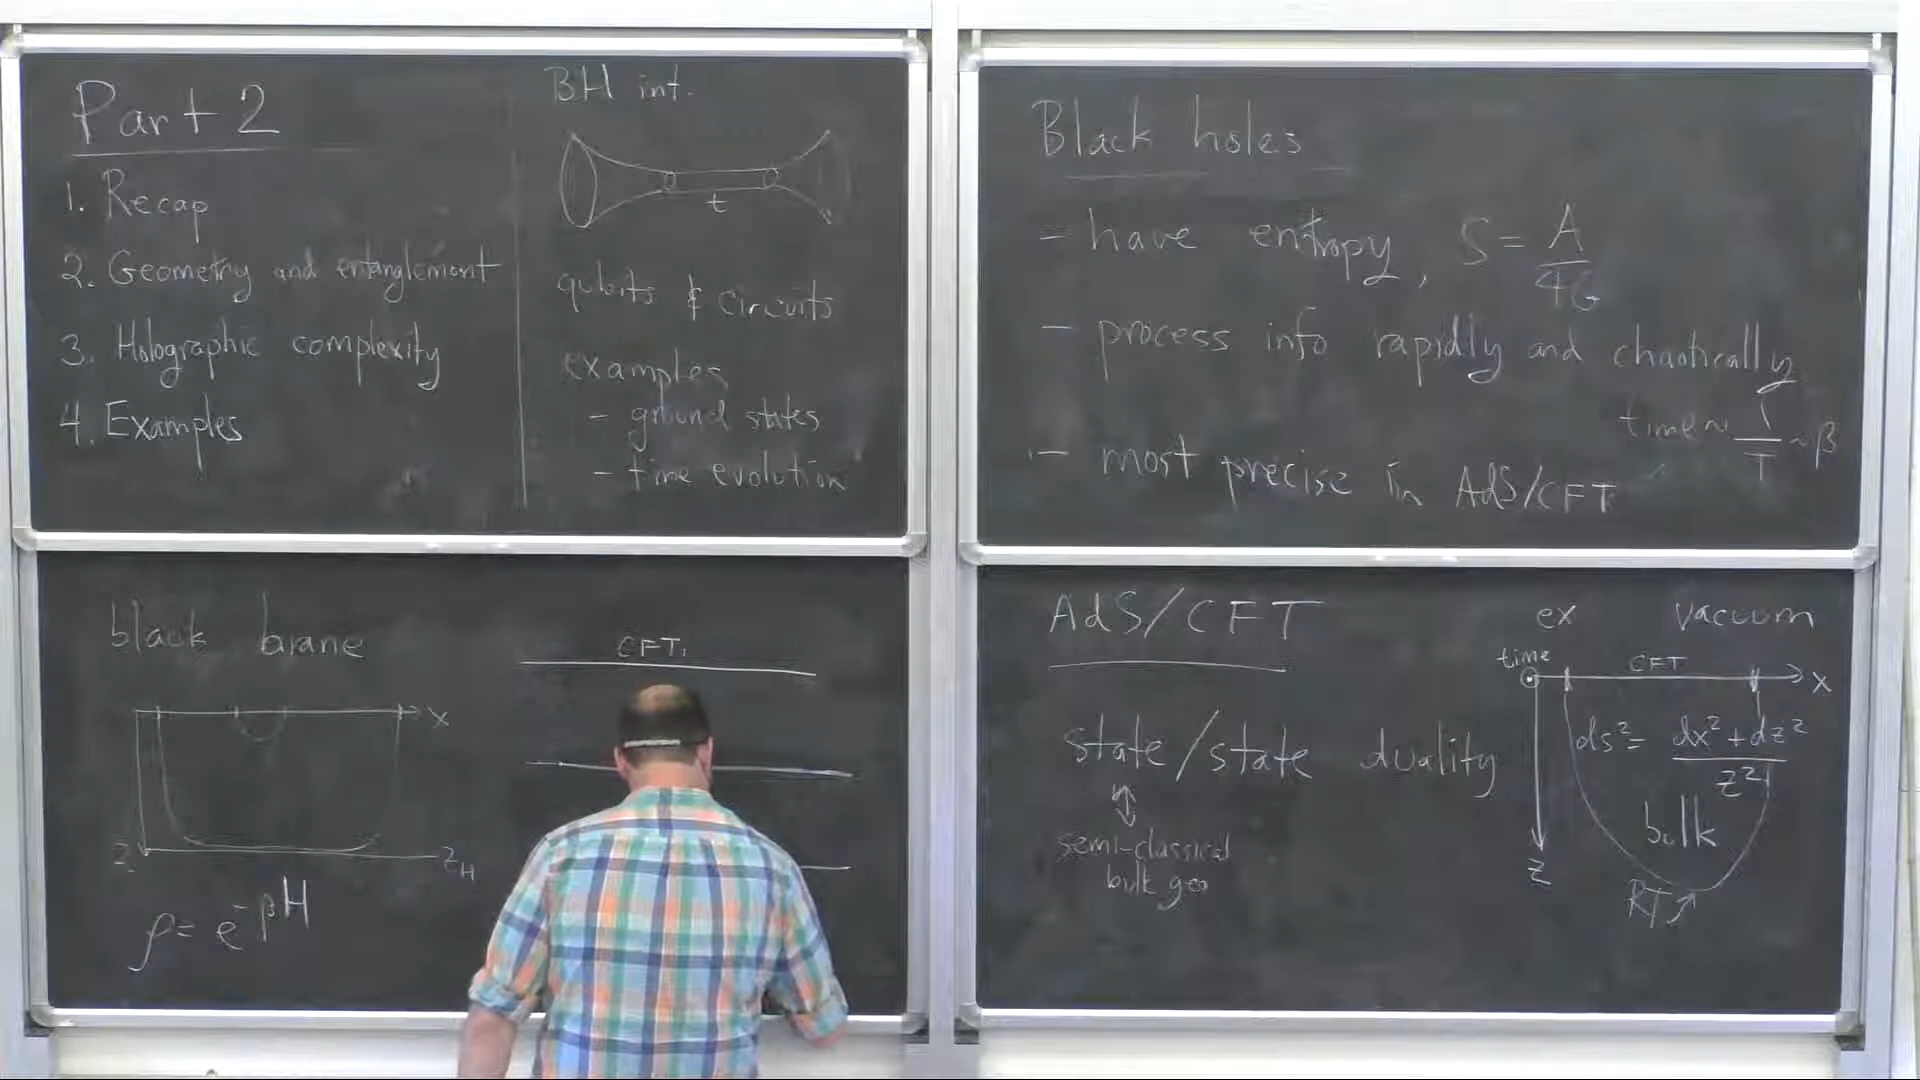 Part 2
1. Recap
2. Geometry and entanglement
3. Holographic complexity
4. Examples
BH int.
t
qubits & circuits
examples
- ground states
- time evolution
Black holes
- have entropy, S = A/4G
- process info rapidly and chaotically
time ~ 1/T ~ β
- most precise in AdS/CFT
black brane
x
z
z_H
ρ = e^{-βH}
CFT
AdS/CFT
state/state duality
semi-classical
bulk geo
ex vacuum
time
CFT
x
ds² = dx² + dz² / z²
bulk
z
RT